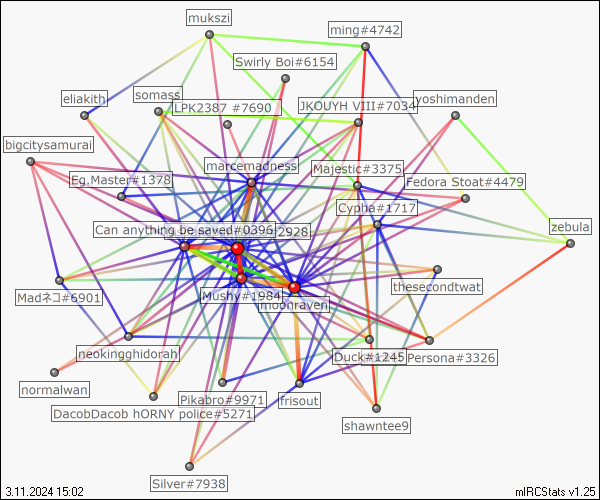 mukszi
ming#4742
Swirly Boi#6154
eliakith
somass
LPK2387 #7690
JKOUYH VIII#7034
yoshimanden
bigcitysamurai
marcemadness
Majestic#3375
Eg.Master#1378
Fedora Stoat#4479
Cypha#1717
zebula
Can anything be saved#0396
2928
thesecondtwat
Madネコ#6901
Mushy#1984
moonraven
neokingghidorah
Duck#1245
Persona#3326
normalwan
Pikabro#9971
frisout
DacobDacob hORNY police#5271
shawntee9
Silver#7938
3.11.2024 15:02
mIRCStats v1.25